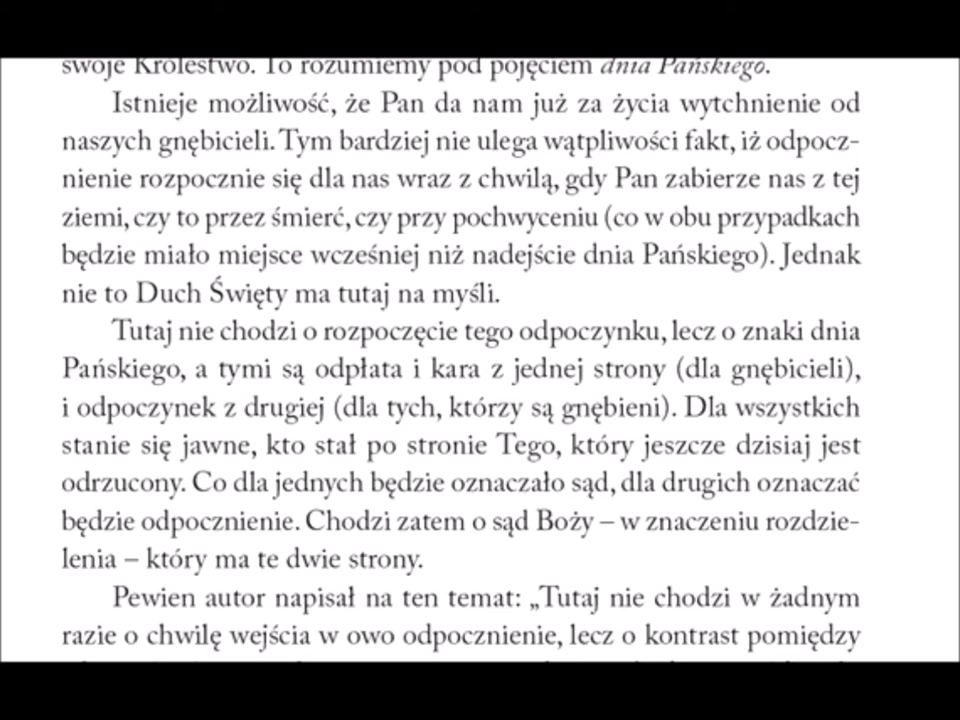 swoje Królestwo. To rozumiemy pod pojęciem dnia Pańskiego.
Istnieje możliwość, że Pan da nam już za życia wytchnienie od
naszych gnębicieli. Tym bardziej nie ulega wątpliwości fakt, iż odpocz-
nienie rozpocznie się dla nas wraz z chwilą, gdy Pan zabierze nas z tej
ziemi, czy to przez śmierć, czy przy pochwyceniu (co w obu przypadkach
będzie miało miejsce wcześniej niż nadejście dnia Pańskiego). Jednak
nie to Duch Święty ma tutaj na myśli.
Tutaj nie chodzi o rozpoczęcie tego odpoczynku, lecz o znaki dnia
Pańskiego, a tymi są odpłata i kara z jednej strony (dla gnębicieli),
i odpoczynek z drugiej (dla tych, którzy są gnębieni). Dla wszystkich
stanie się jawne, kto stał po stronie Tego, który jeszcze dzisiaj jest
odrzucony. Co dla jednych będzie oznaczało sąd, dla drugich oznaczać
będzie odpocznienie. Chodzi zatem o sąd Boży – w znaczeniu rozdzie-
lenia – który ma te dwie strony.
Pewien autor napisał na ten temat: „Tutaj nie chodzi w żadnym
razie o chwilę wejścia w owo odpocznienie, lecz o kontrast pomiędzy